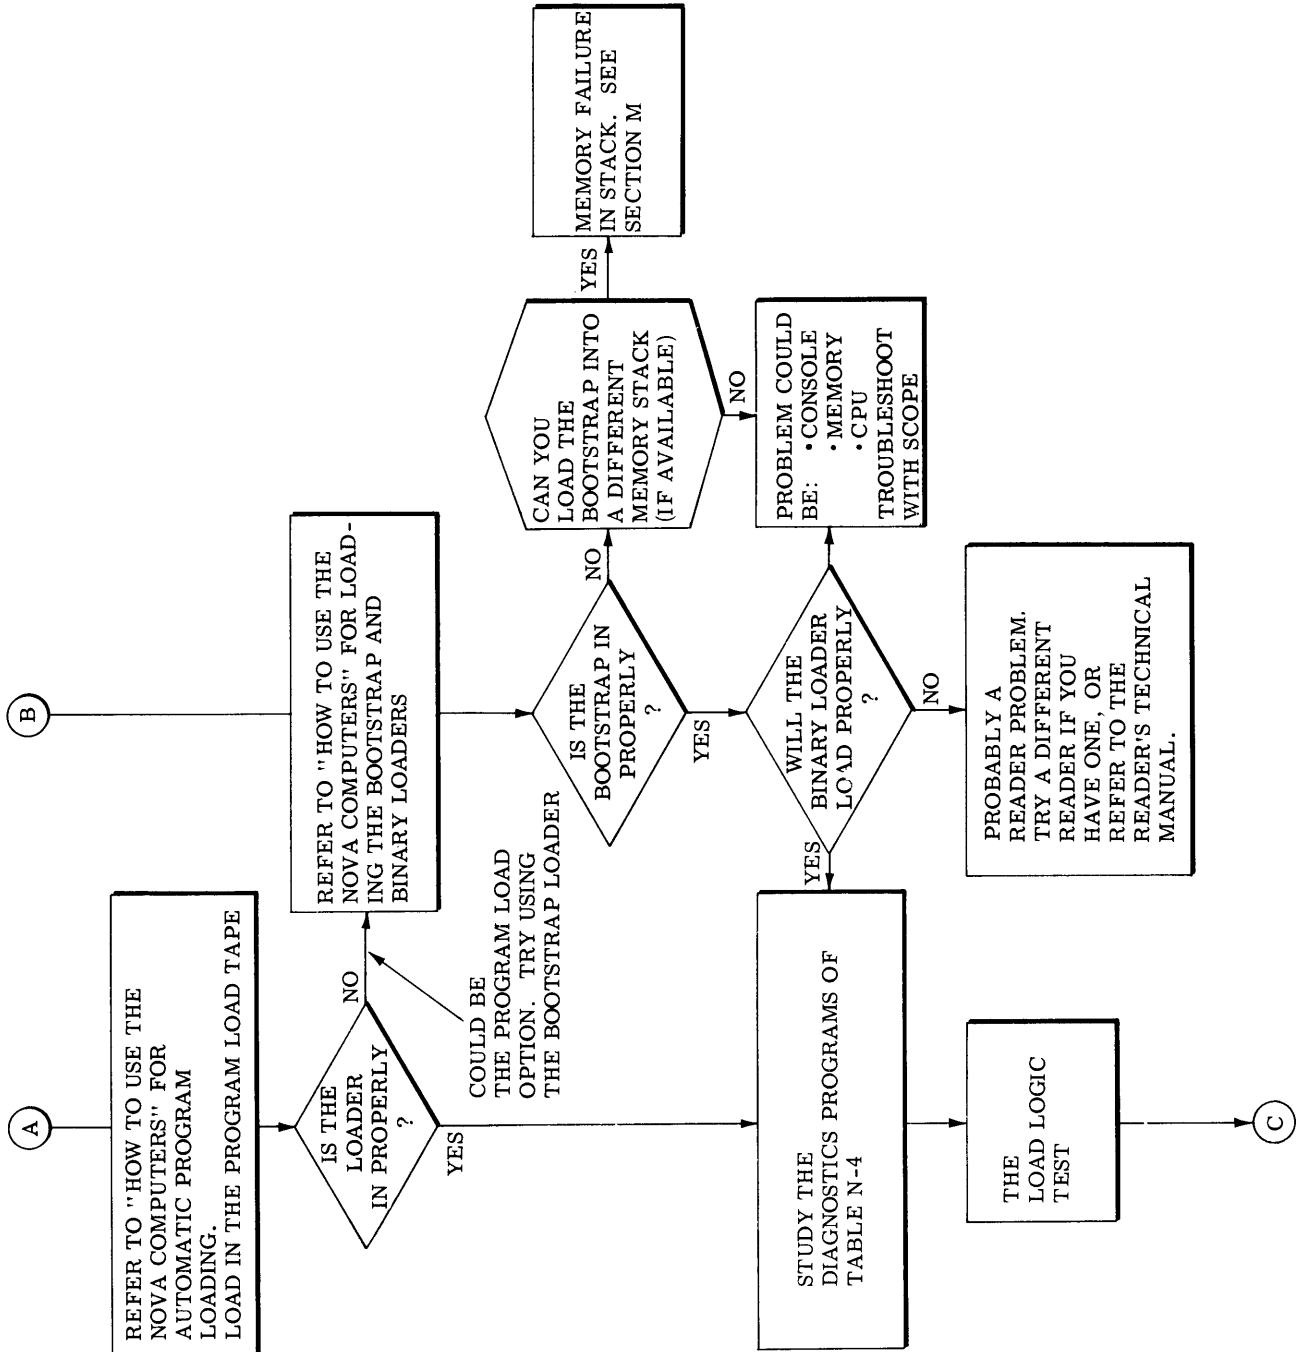 A
REFER TO "HOW TO USE THE
NOVA COMPUTERS" FOR
AUTOMATIC PROGRAM
LOADING.
LOAD IN THE PROGRAM LOAD TAPE
IS THE
LOADER
IN PROPERLY
?
NO
YES
COULD BE
THE PROGRAM LOAD
OPTION. TRY USING
THE BOOTSTRAP LOADER
B
REFER TO "HOW TO USE THE
NOVA COMPUTERS" FOR LOAD-
ING THE BOOTSTRAP AND
BINARY LOADERS
IS THE
BOOTSTRAP IN
PROPERLY
?
NO
YES
CAN YOU
LOAD THE
BOOTSTRAP INTO
A DIFFERENT
MEMORY STACK
(IF AVAILABLE)
YES
NO
MEMORY FAILURE
IN STACK. SEE
SECTION M
WILL THE
BINARY LOADER
LOAD PROPERLY
?
YES
NO
PROBLEM COULD
BE: • CONSOLE
• MEMORY
• CPU
TROUBLESHOOT
WITH SCOPE
PROBABLY A
READER PROBLEM.
TRY A DIFFERENT
READER IF YOU
HAVE ONE, OR
REFER TO THE
READER'S TECHNICAL
MANUAL.
STUDY THE
DIAGNOSTICS PROGRAMS OF
TABLE N-4
THE
LOAD LOGIC
TEST
C